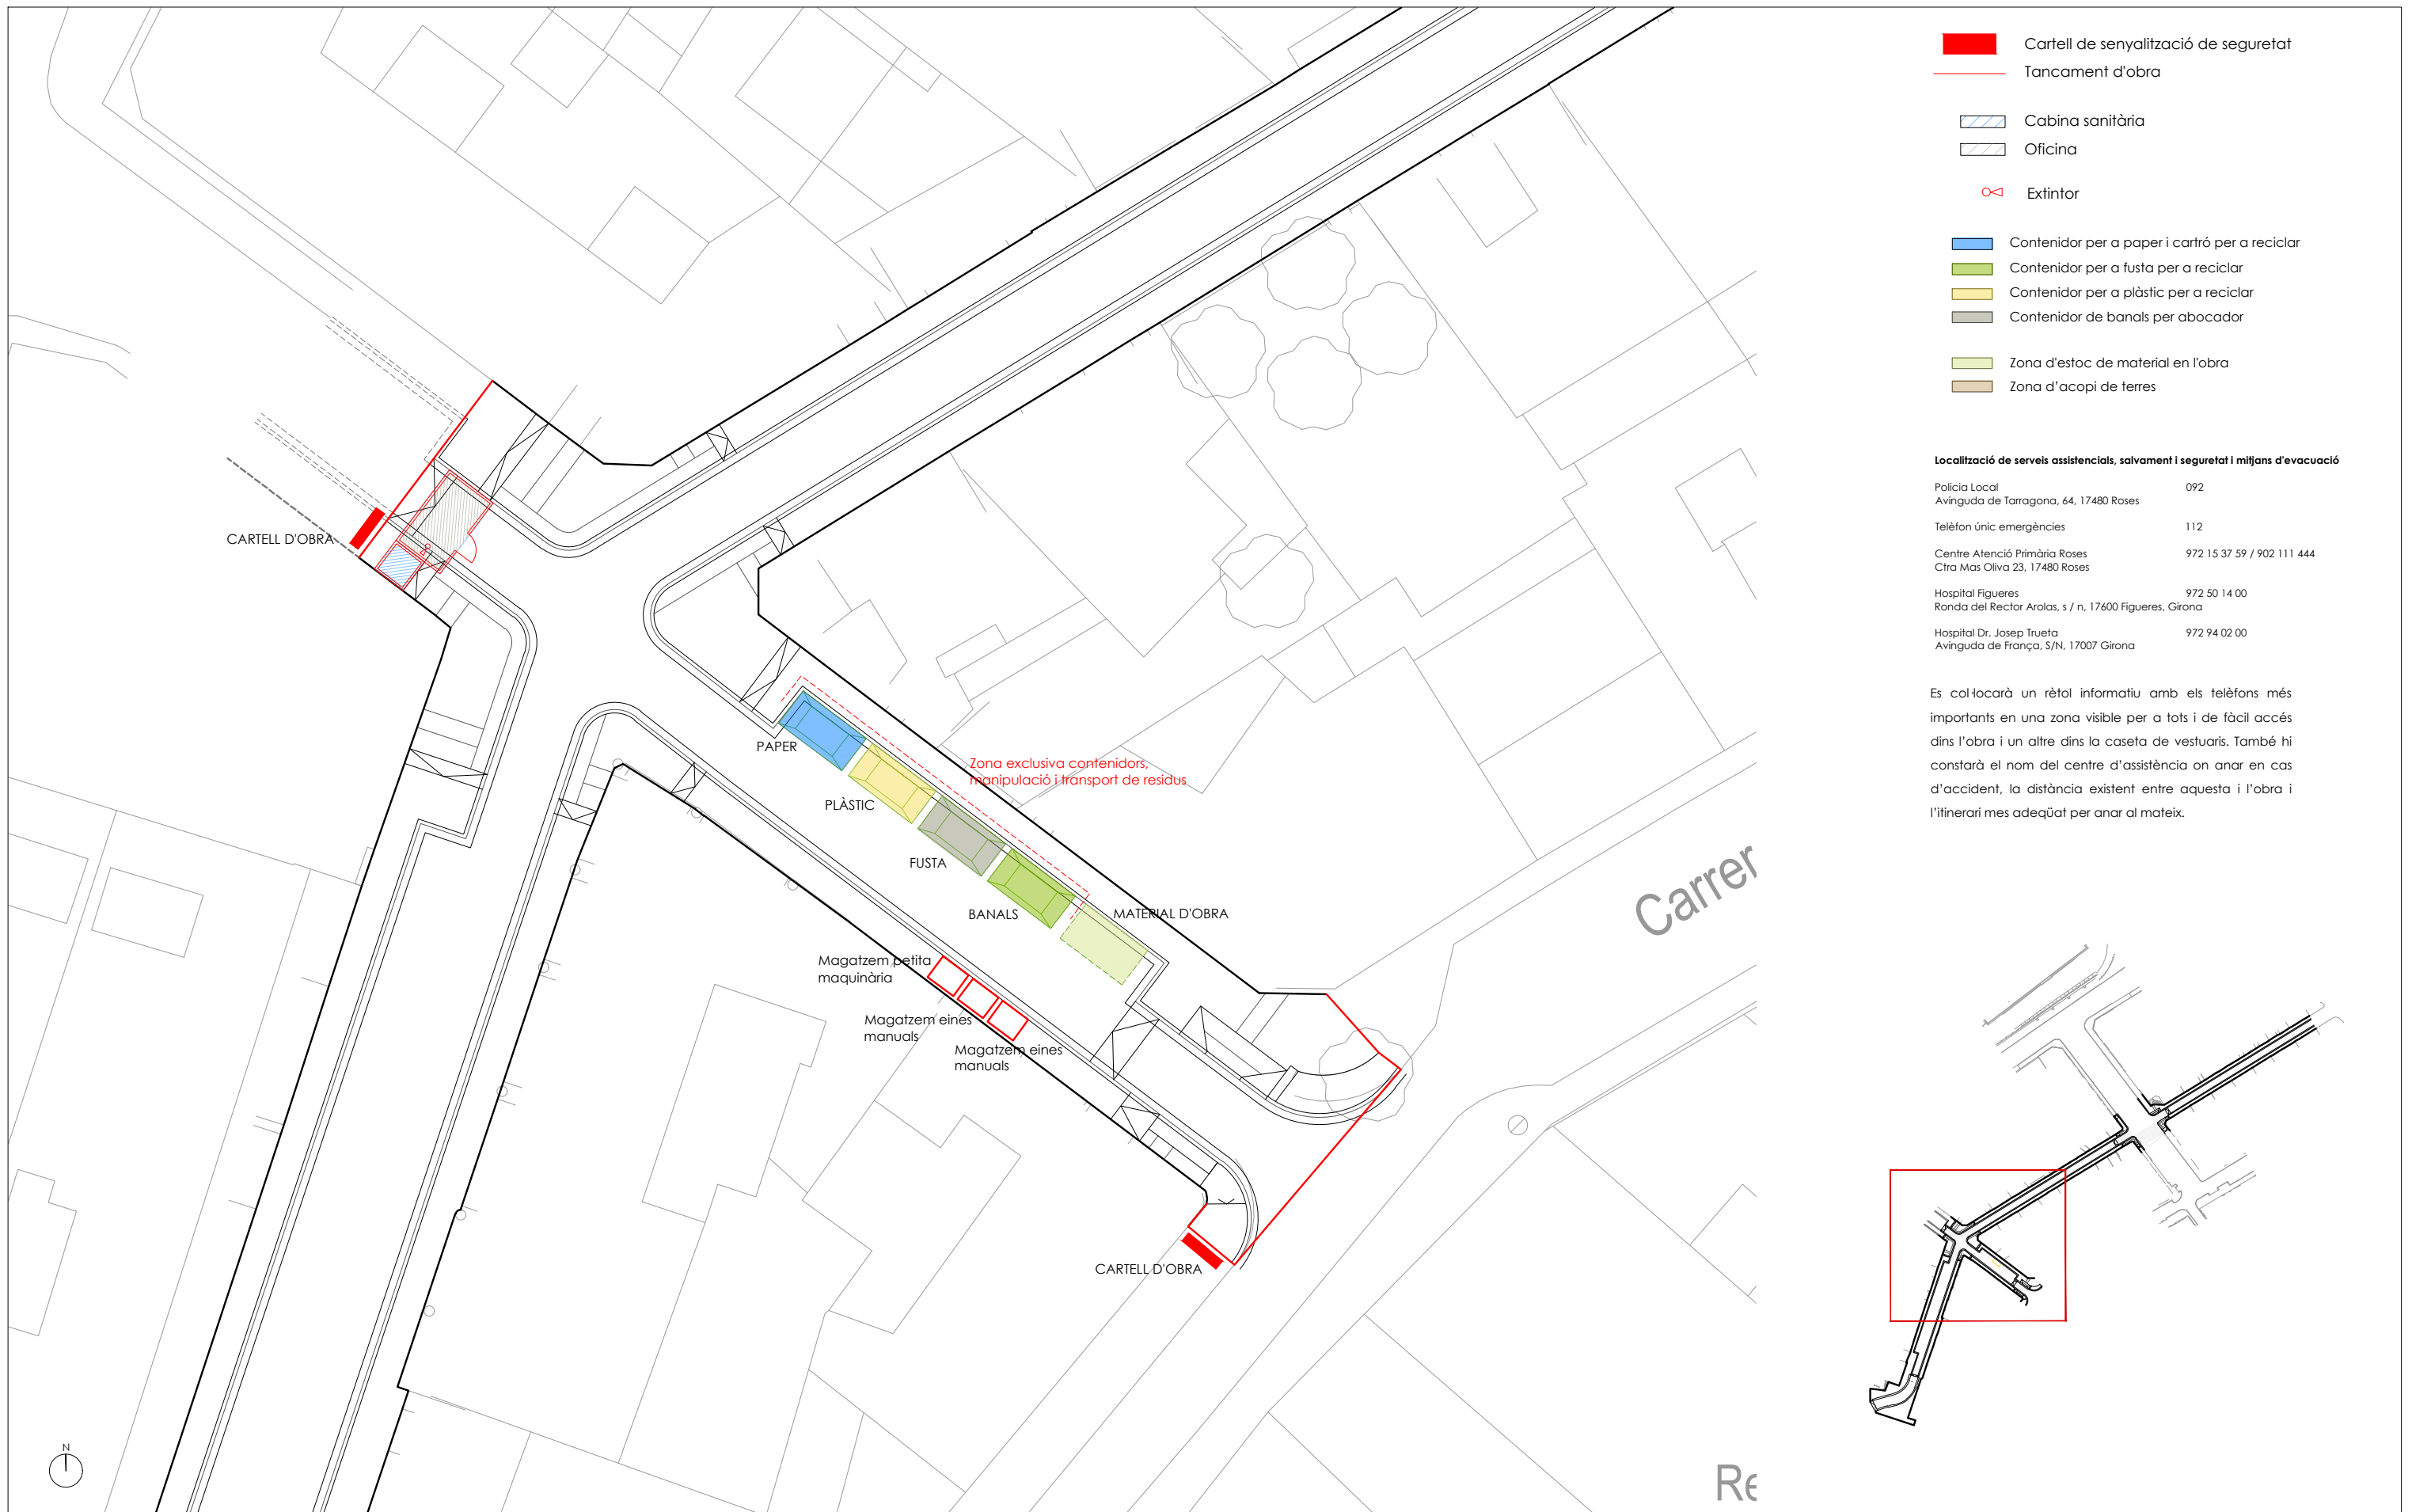 Cartell de senyalització de seguretat
Tancament d'obra
Cabina sanitària
Oficina
Extintor
Contenidor per a paper i cartró per a reciclar
Contenidor per a fusta per a reciclar
Contenidor per a plàstic per a reciclar
Contenidor de banals per abocador
Zona d'estoc de material en l'obra
Zona d'acopi de terres
Localització de serveis assistencials, salvament i seguretat i mitjans d'evacuació
Policia Local 092
Avinguda de Tarragona, 64, 17480 Roses
Telèfon únic emergències 112
Centre Atenció Primària Roses 972 15 37 59 / 902 111 444
Ctra Mas Oliva 23, 17480 Roses
Hospital Figueres 972 50 14 00
Ronda del Rector Arolas, s / n, 17600 Figueres, Girona
Hospital Dr. Josep Trueta 972 94 02 00
Avinguda de França, S/N, 17007 Girona
Es col·locarà un rètol informatiu amb els telèfons més
importants en una zona visible per a tots i de fàcil accés
dins l'obra i un altre dins la caseta de vestuaris. També hi
constarà el nom del centre d'assistència on anar en cas
d'accident, la distància existent entre aquesta i l'obra i
l'itinerari mes adeqüat per anar al mateix.
CARTELL D'OBRA
PAPER
Zona exclusiva contenidors,
manipulació i transport de residus
PLÀSTIC
FUSTA
BANALS
MATERIAL D'OBRA
Magatzem petita
maquinària
Magatzem eines
manuals
Magatzem eines
manuals
CARTELL D'OBRA
Carrer
Re
N